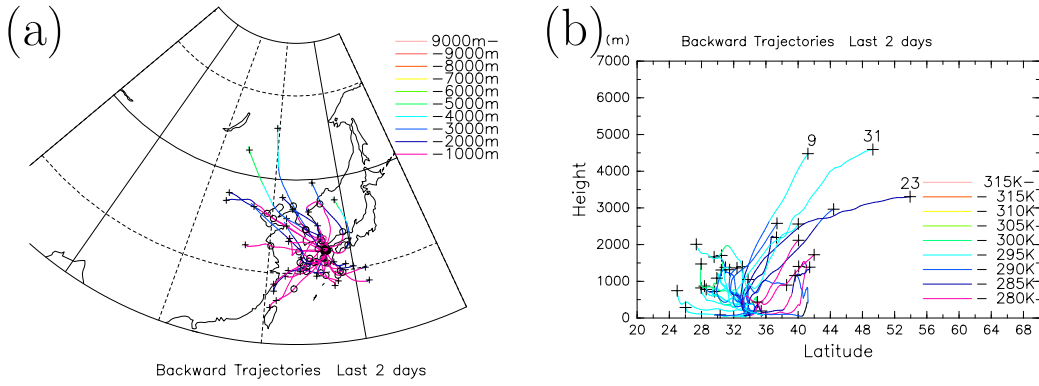 (a)
9000m-
-9000m
-8000m
-7000m
-6000m
-5000m
-4000m
-3000m
-2000m
-1000m
Backward Trajectories Last 2 days
(b)
(m)
Backward Trajectories Last 2 days
7000
6000
5000
4000
3000
2000
1000
0
Height
9
31
23
315K-
- 315K
- 310K
- 305K
- 300K
- 295K
- 290K
- 285K
- 280K
20 24 28 32 36 40 44 48 52 56 60 64 68
Latitude